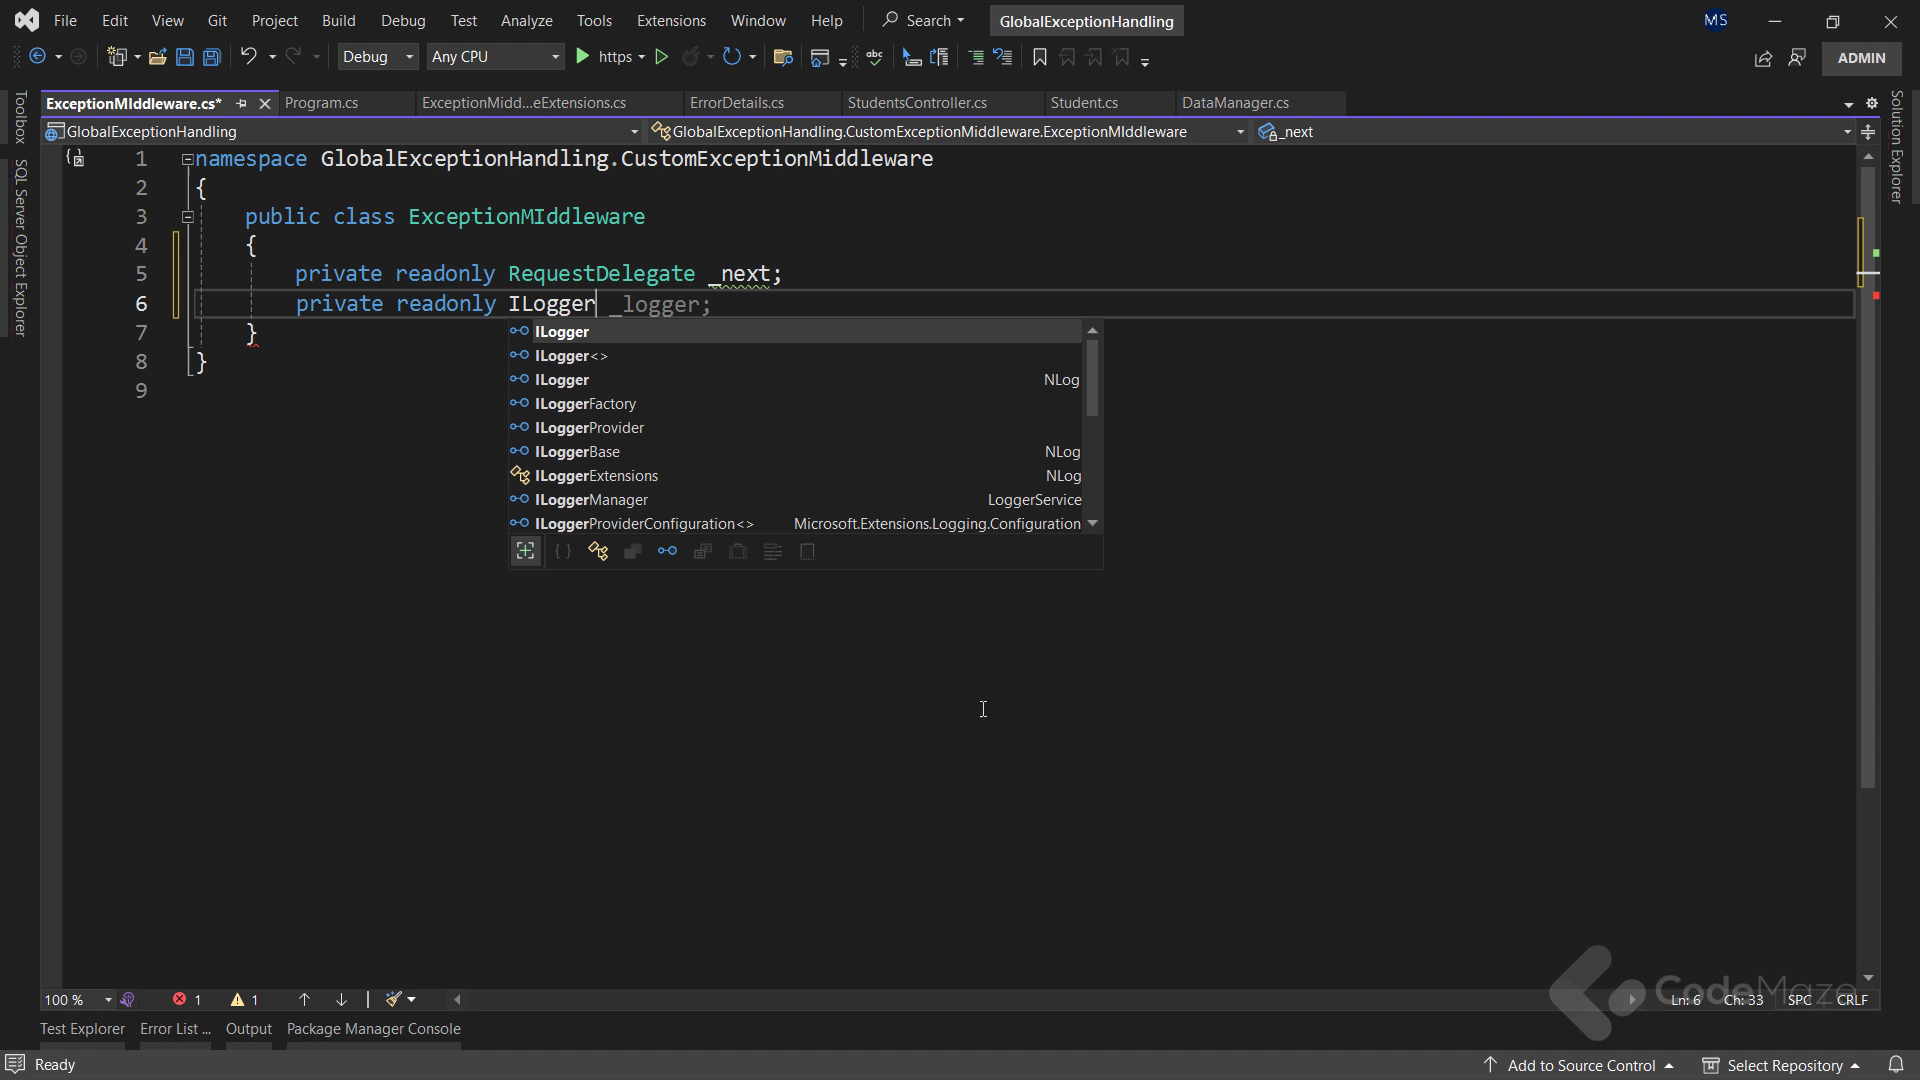 File Edit View Git Project Build Debug Test Analyze Tools Extensions Window Help Search GlobalExceptionHandling MS
Debug Any CPU https abc ADMIN
ExceptionMIddleware.cs* Program.cs ExceptionMidd...eExtensions.cs ErrorDetails.cs StudentsController.cs Student.cs DataManager.cs
GlobalExceptionHandling GlobalExceptionHandling.CustomExceptionMiddleware.ExceptionMIddleware _next
Toolbox
SQL Server Object Explorer
Solution Explorer
1 namespace GlobalExceptionHandling.CustomExceptionMiddleware
2 {
3 public class ExceptionMIddleware
4 {
5 private readonly RequestDelegate _next;
6 private readonly ILogger _logger;
7 }
8 }
9
ILogger
ILogger<>
ILogger NLog
ILoggerFactory
ILoggerProvider
ILoggerBase NLog
ILoggerExtensions NLog
ILoggerManager LoggerService
ILoggerProviderConfiguration<> Microsoft.Extensions.Logging.Configuration
CodeMaze
100 % 1 1 Ln: 6 Ch: 33 SPC CRLF
Test Explorer Error List ... Output Package Manager Console
Ready Add to Source Control Select Repository